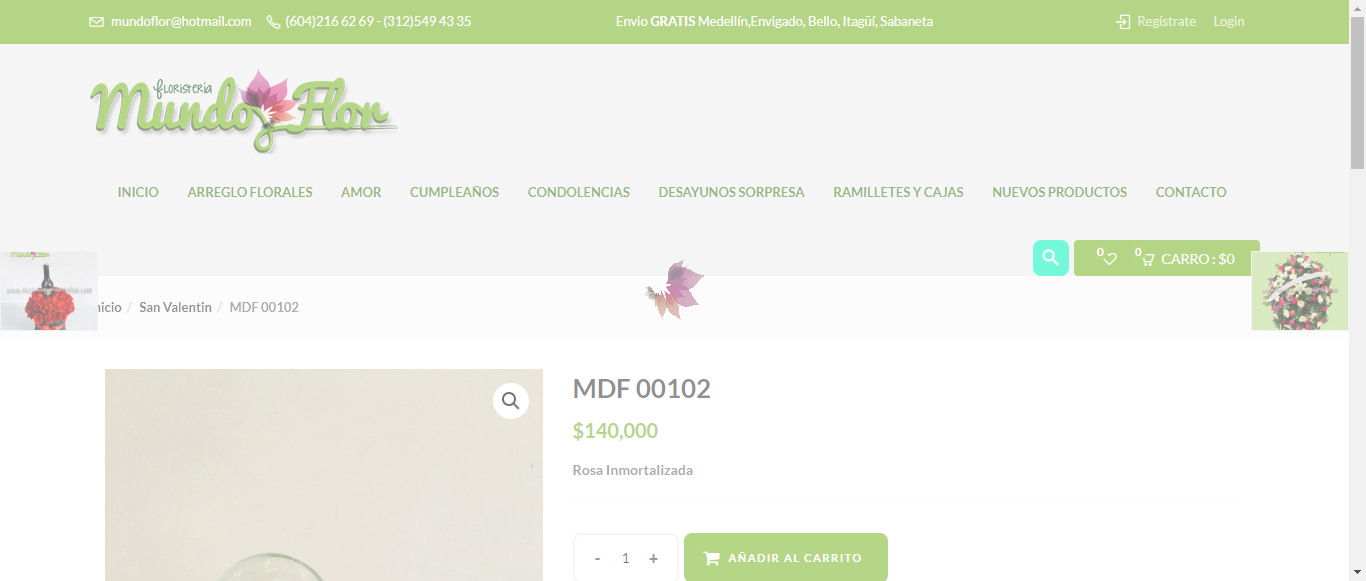 mundoflor@hotmail.com (604)216 62 69 - (312)549 43 35 Envio GRATIS Medellín,Envigado, Bello, Itagüí, Sabaneta Regístrate Login
floristería
Mundo Flor
INICIO ARREGLO FLORALES AMOR CUMPLEAÑOS CONDOLENCIAS DESAYUNOS SORPRESA RAMILLETES Y CAJAS NUEVOS PRODUCTOS CONTACTO
0 0 CARRO : $0
nicio / San Valentin / MDF 00102
MDF 00102
$140,000
Rosa Inmortalizada
- 1 + AÑADIR AL CARRITO